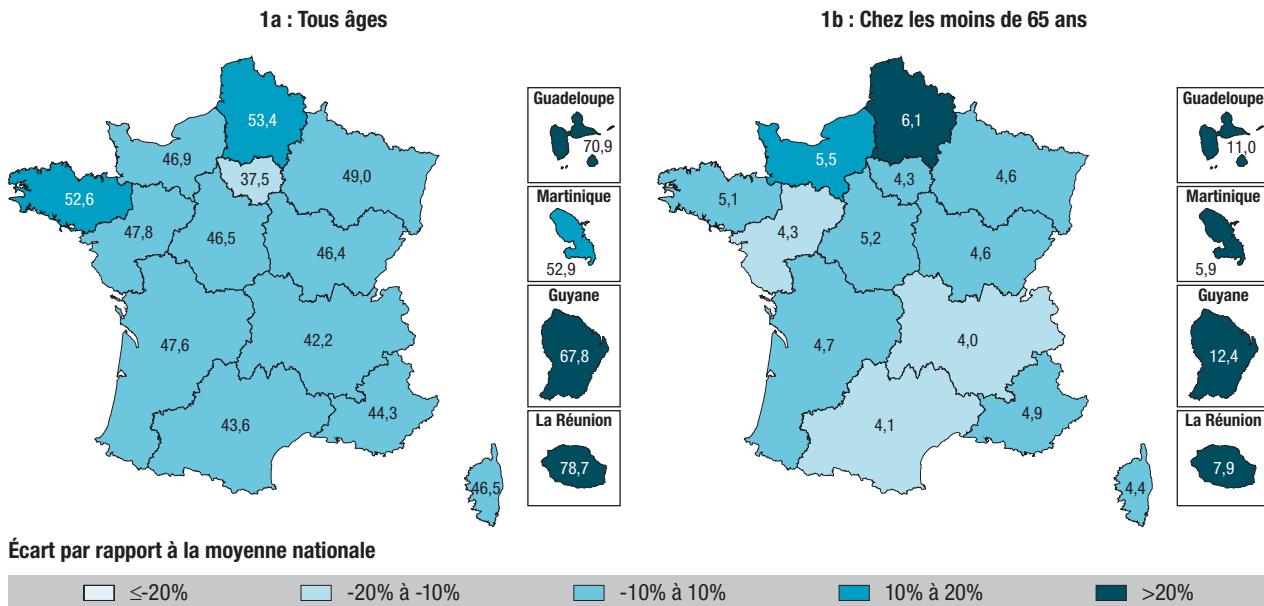 1a : Tous âges
53,4
46,9
37,5
49,0
52,6
47,8
46,5
46,4
47,6
42,2
43,6
44,3
46,5
Guadeloupe
70,9
Martinique
52,9
Guyane
67,8
La Réunion
78,7
1b : Chez les moins de 65 ans
6,1
5,5
4,3
4,6
5,1
4,3
5,2
4,6
4,7
4,0
4,1
4,9
4,4
Guadeloupe
11,0
Martinique
5,9
Guyane
12,4
La Réunion
7,9
Écart par rapport à la moyenne nationale
≤-20% -20% à -10% -10% à 10% 10% à 20% >20%